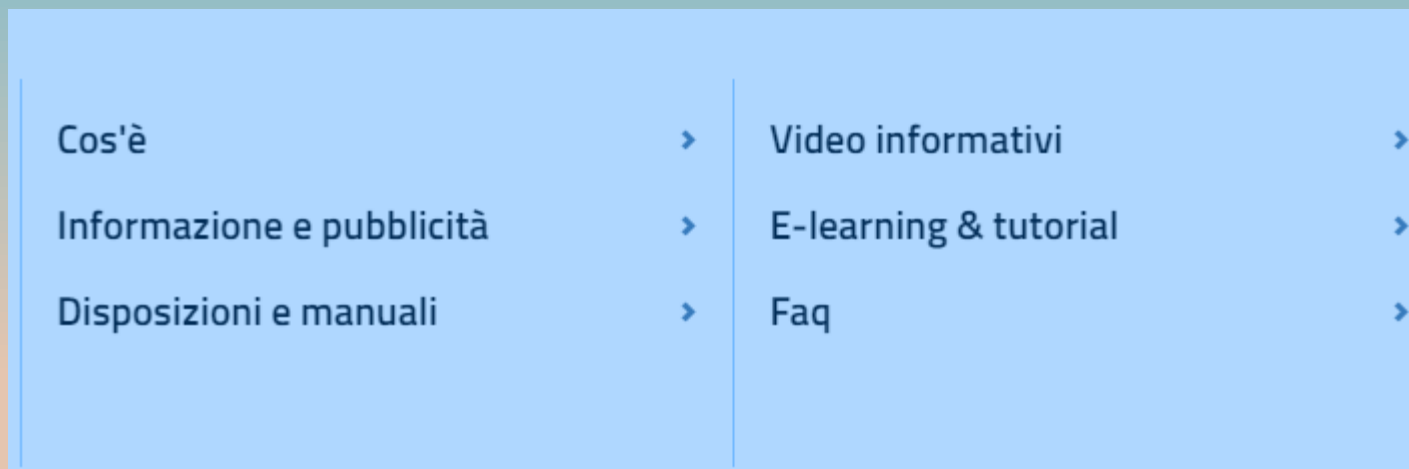 Cos'è
Informazione e pubblicità
Disposizioni e manuali
Video informativi
E-learning & tutorial
Faq